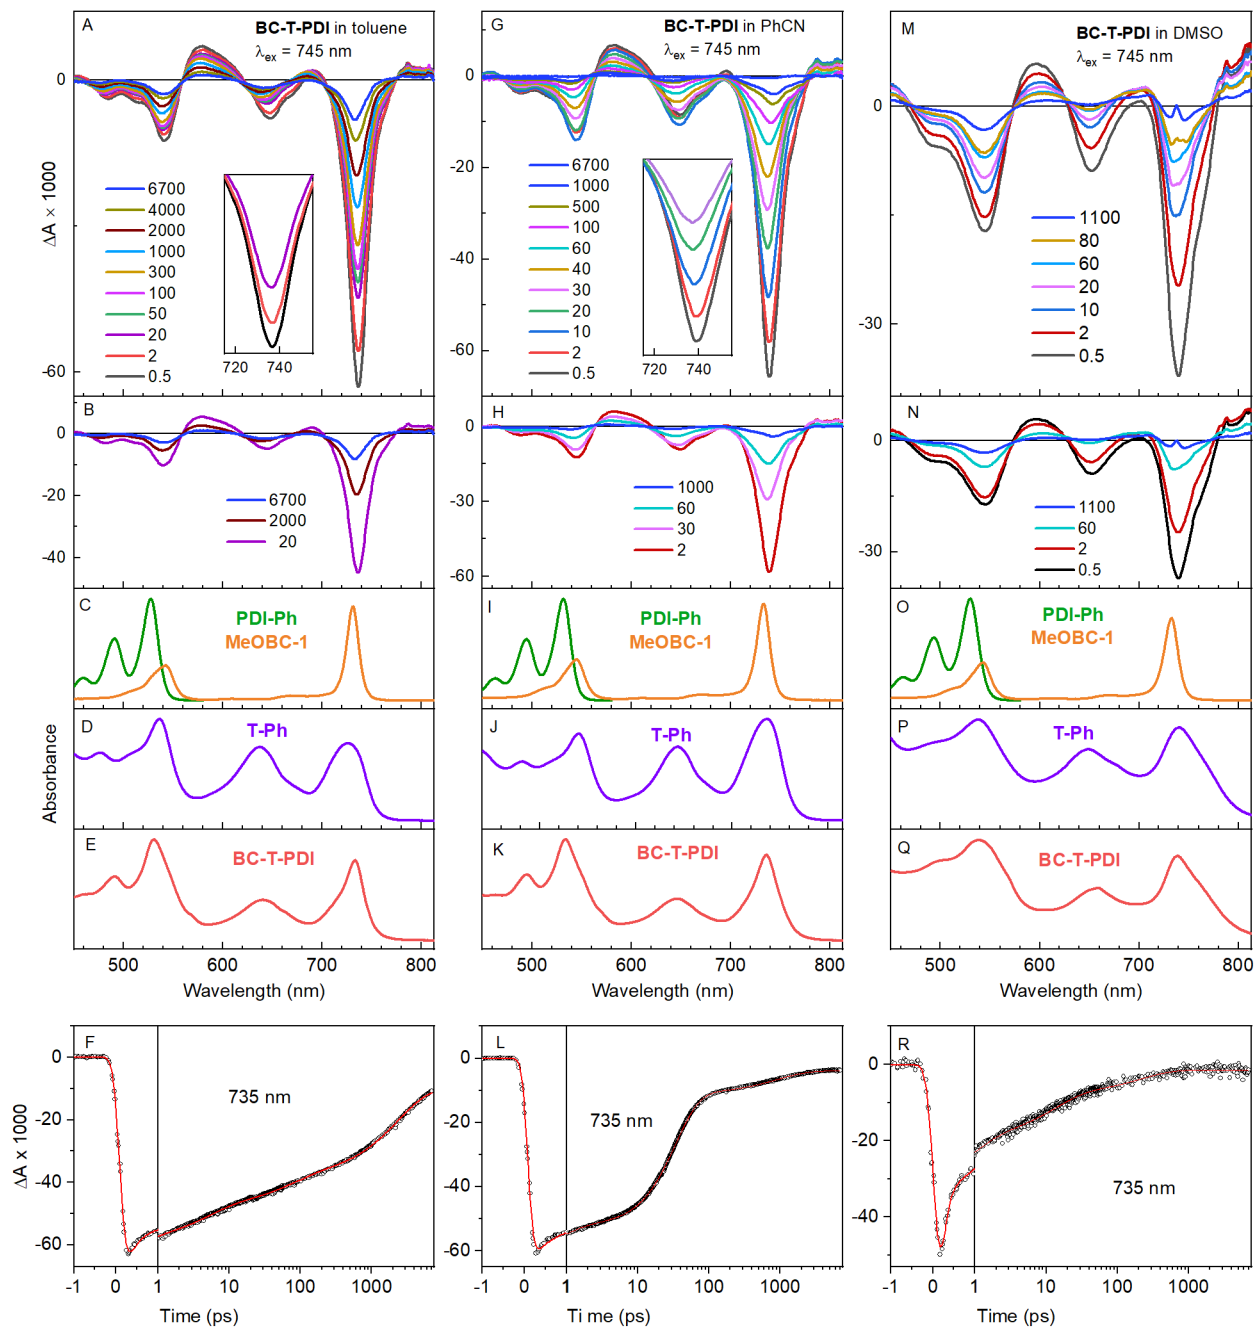 A
BC-T-PDI in toluene
λex = 745 nm
0
-20
-40
-60
ΔA × 1000
6700
4000
2000
1000
300
100
50
20
2
0.5
720 740
B
0
-20
-40
6700
2000
20
C
PDI-Ph
MeOBC-1
D
T-Ph
Absorbance
E
BC-T-PDI
500 600 700 800
Wavelength (nm)
F
735 nm
0
-20
-40
-60
ΔA x 1000
-1 0 1 10 100 1000
Time (ps)
G
BC-T-PDI in PhCN
λex = 745 nm
0
-20
-40
-60
6700
1000
500
100
60
40
30
20
10
2
0.5
720 740
H
0
-30
-60
1000
60
30
2
I
PDI-Ph
MeOBC-1
J
T-Ph
K
BC-T-PDI
500 600 700 800
Wavelength (nm)
L
735 nm
0
-20
-40
-60
-1 0 1 10 100 1000
Ti me (ps)
M
BC-T-PDI in DMSO
λex = 745 nm
0
-30
1100
80
60
20
10
2
0.5
N
0
-30
1100
60
2
0.5
O
PDI-Ph
MeOBC-1
P
T-Ph
Q
BC-T-PDI
500 600 700 800
Wavelength (nm)
R
735 nm
0
-20
-40
-1 0 1 10 100 1000
Time (ps)